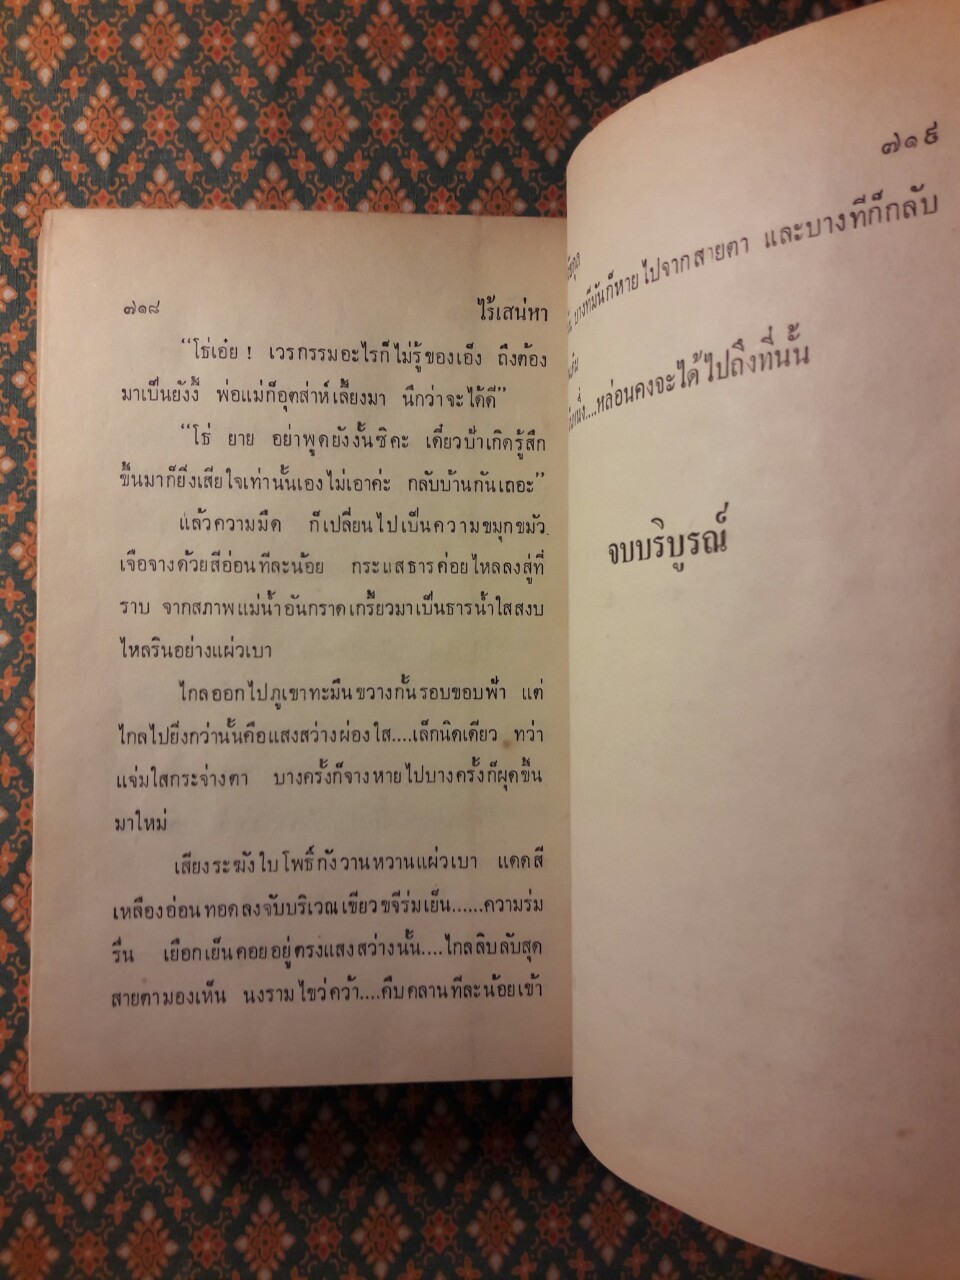 ๗๑๘ ไร้เสน่หา
“โธ่เอ๋ย ! เวรกรรมอะไรก็ไม่รู้ของเอ็ง ถึงต้อง
มาเป็นยังงี้ พ่อแม่ก็อุตส่าห์เลี้ยงมา นึกว่าจะได้ดี”
“โธ่ ยาย อย่าพูดยังงั้นซิคะ เดี๋ยวป้าเกิดรู้สึก
ขึ้นมาก็ยิ่งเสียใจเท่านั้นเองไม่เอาค่ะ กลับบ้านกันเถอะ”
แล้วความมืด ก็เปลี่ยนไปเป็นความขมุกขมัว
เจือจางด้วยสีอ่อนทีละน้อย กระแสธารค่อยไหลลงสู่ที่
ราบ จากสภาพแม่น้ำอันกราดเกรี้ยวมาเป็นธารน้ำใสสงบ
ไหลรินอย่างแผ่วเบา
ไกลออกไปภูเขาทะมึนขวางกั้นรอบขอบฟ้า แต่
ไกลไปยิ่งกว่านั้นคือแสงสว่างผ่องใส....เล็กนิดเดียว ทว่า
แจ่มใสกระจ่างตา บางครั้งก็จางหายไปบางครั้งก็ผุดขึ้น
มาใหม่
เสียงระฆังใบโพธิ์กังวานหวานแผ่วเบา แดดสี
เหลืองอ่อนทอดลงจับบริเวณเขียวขจีร่มเย็น......ความร่ม
รื่น เยือกเย็นคอยอยู่ตรงแสงสว่างนั้น....ไกลลิบลับสุด
สายตามองเห็น นงรามไขว่คว้า....คืบคลานทีละน้อยเข้า
๗๑๙
บางทีมันก็หายไปจากสายตา และบางทีก็กลับ
....หล่อนคงจะได้ไปถึงที่นั้น
จบบริบูรณ์